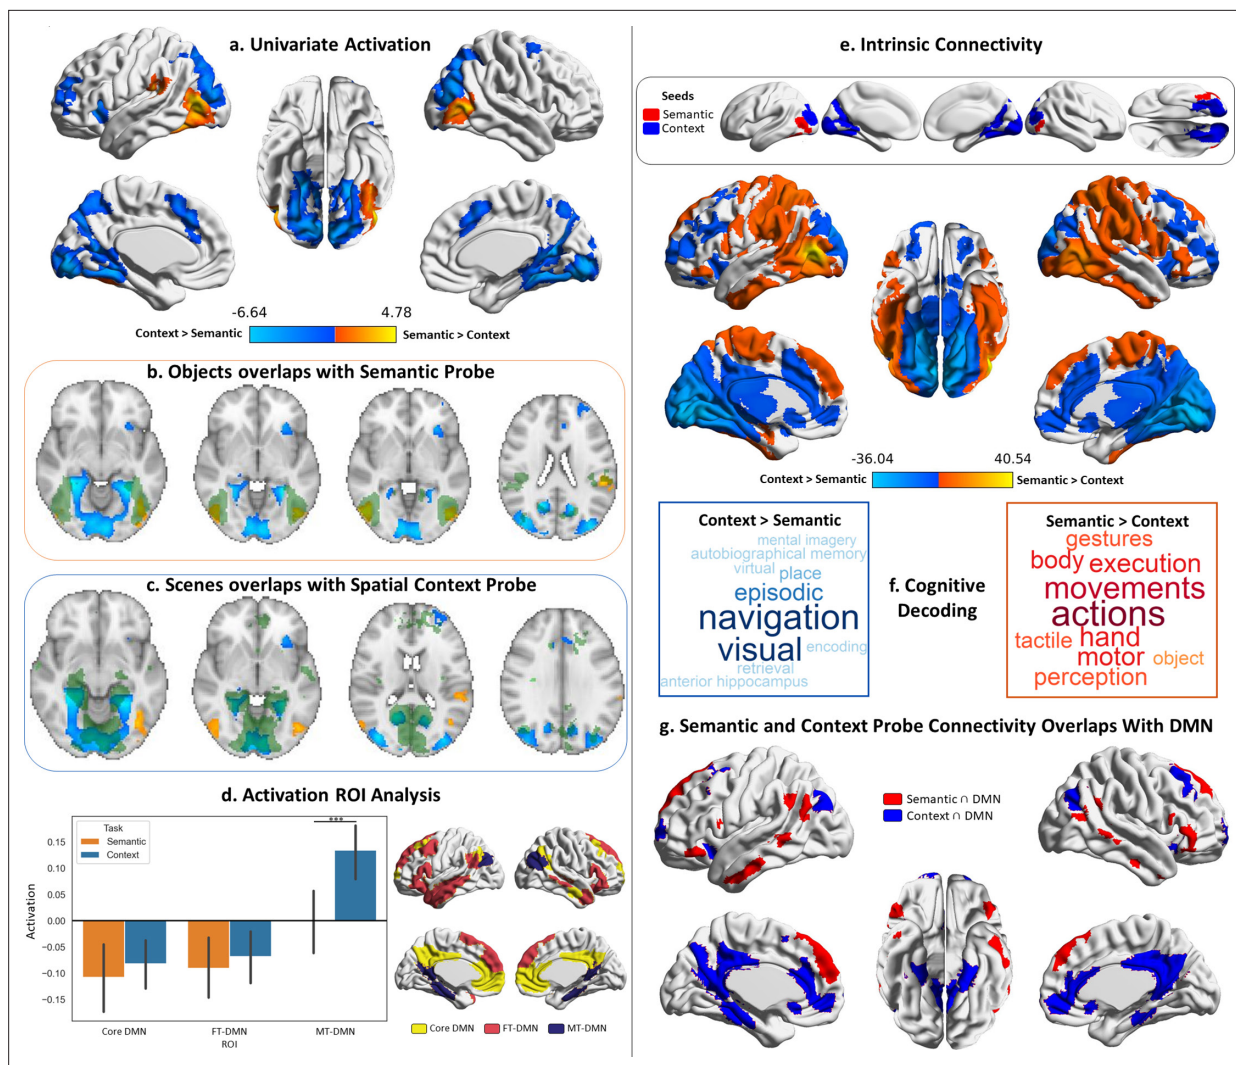 a. Univariate Activation
-6.64
4.78
Context > Semantic
Semantic > Context
b. Objects overlaps with Semantic Probe
c. Scenes overlaps with Spatial Context Probe
d. Activation ROI Analysis
Task
Semantic
Context
***
Activation
0.15
0.10
0.05
0.00
−0.05
−0.10
−0.15
Core DMN
FT-DMN
MT-DMN
ROI
Core DMN
FT-DMN
MT-DMN
e. Intrinsic Connectivity
Seeds
Semantic
Context
-36.04
40.54
Context > Semantic
Semantic > Context
Context > Semantic
mental imagery
autobiographical memory
virtual place
episodic
navigation
visual encoding
retrieval
anterior hippocampus
f. Cognitive
Decoding
Semantic > Context
gestures
body execution
movements
actions
tactile hand
motor object
perception
g. Semantic and Context Probe Connectivity Overlaps With DMN
Semantic ∩ DMN
Context ∩ DMN